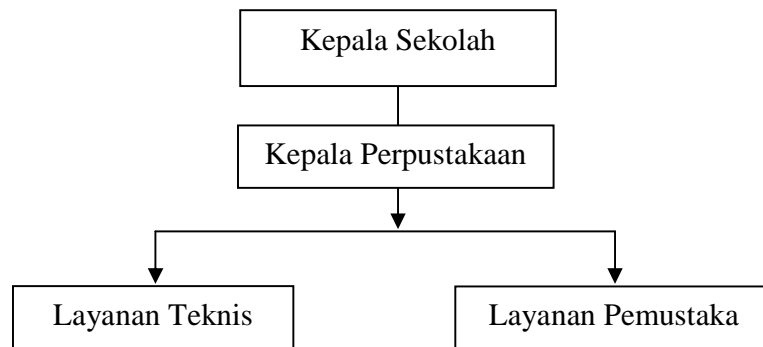 Kepala Sekolah
Kepala Perpustakaan
Layanan Teknis
Layanan Pemustaka